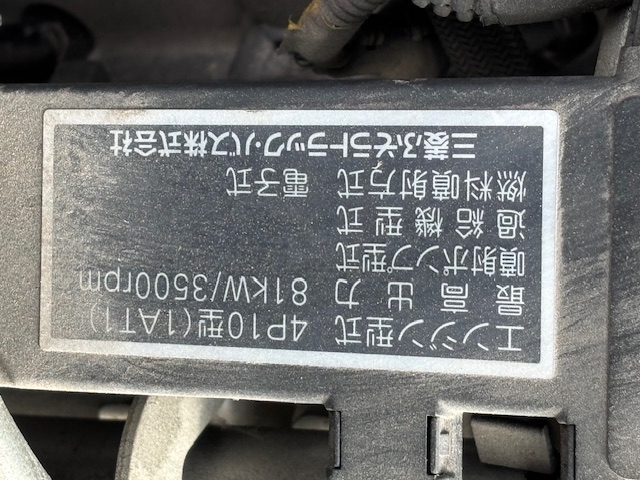 エンジン型式 4P10型(1AT1)
最高出力 81kW/3500rpm
噴射ポンプ型式
過給機型式
燃料噴射方式 電子式
三菱ふそうトラック・バス株式会社